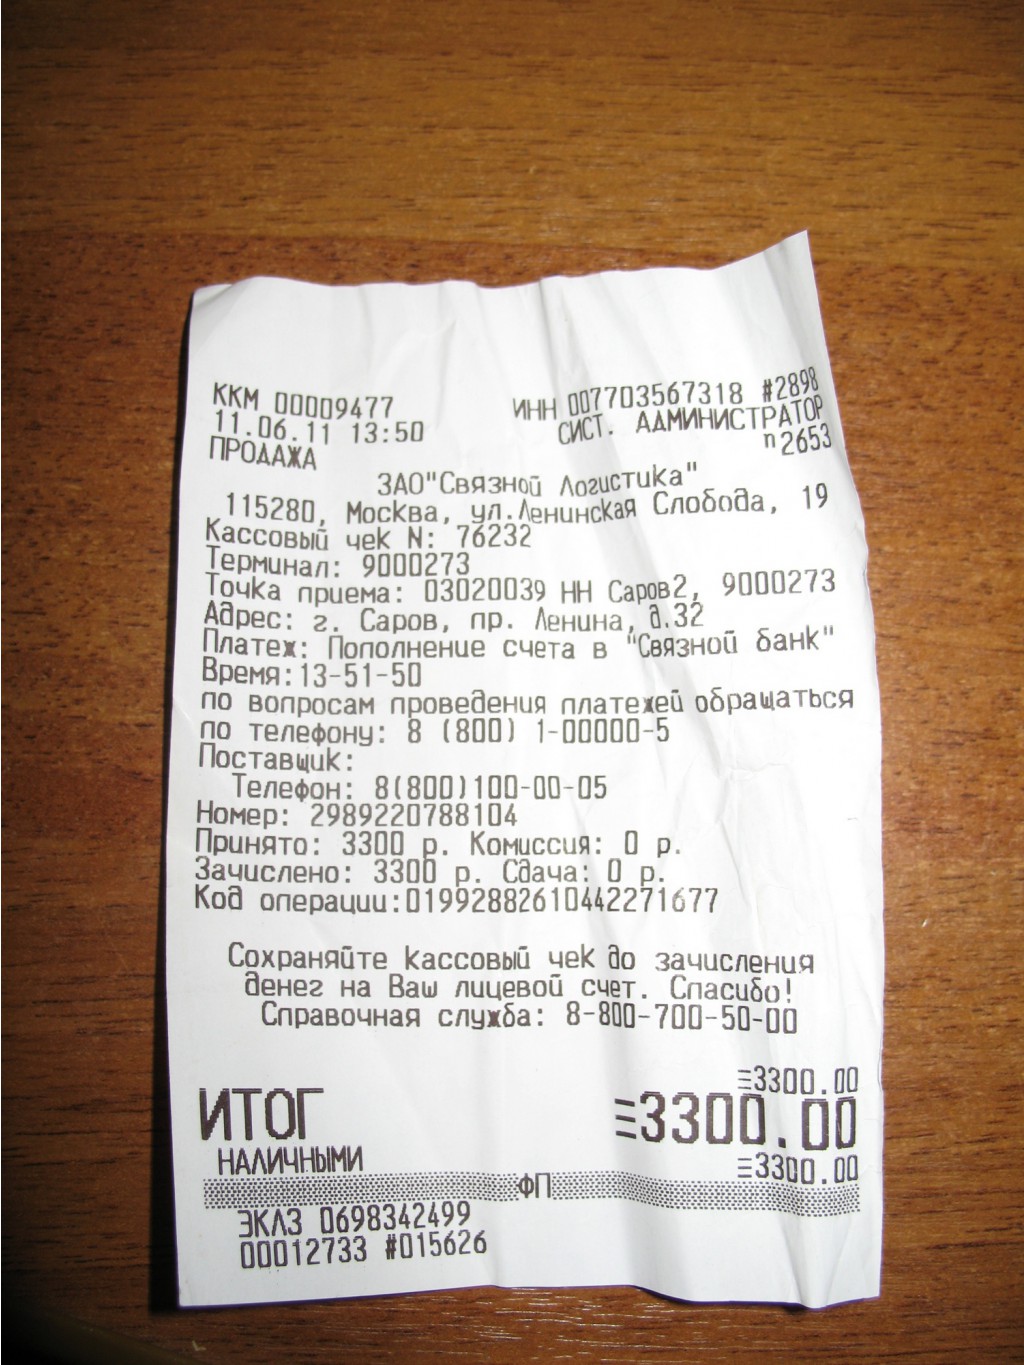 ККМ 00009477 ИНН 007703567318 #2898
11.06.11 13:50 СИСТ. АДМИНИСТРАТОР
ПРОДАЖА п2653
ЗАО"Связной Логистика"
115280, Москва, ул.Ленинская Слобода, 19
Кассовый чек N: 76232
Терминал: 9000273
Точка приема: 03020039 НН Саров2, 9000273
Адрес: г. Саров, пр. Ленина, д.32
Платеж: Пополнение счета в "Связной банк"
Время:13-51-50
по вопросам проведения платежей обращаться
по телефону: 8 (800) 1-00000-5
Поставщик:
Телефон: 8(800)100-00-05
Номер: 2989220788104
Принято: 3300 р. Комиссия: 0 р.
Зачислено: 3300 р. Сдача: 0 р.
Код операции:01992882610442271677
Сохраняйте кассовый чек до зачисления
денег на Ваш лицевой счет. Спасибо!
Справочная служба: 8-800-700-50-00
≡3300.00
ИТОГ ≡3300.00
НАЛИЧНЫМИ ≡3300.00
ФП
ЭКЛЗ 0698342499
00012733 #015626